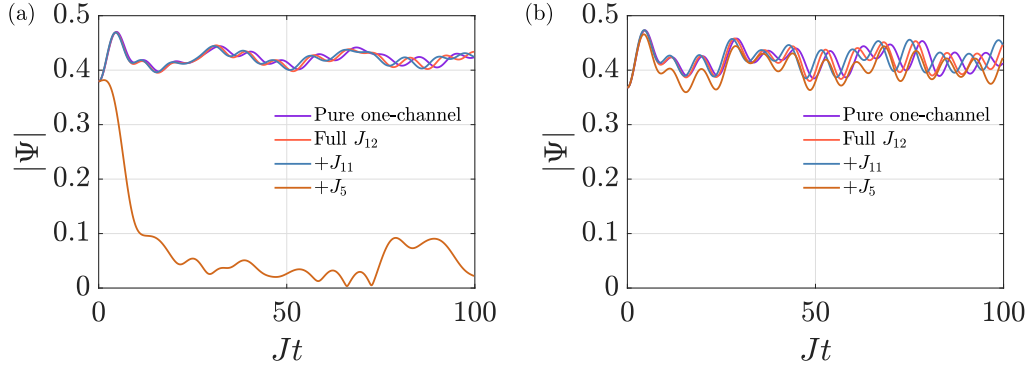 (a)
0.5
0.4
0.3
0.2
0.1
0
|Ψ|
Pure one-channel
Full J₁₂
+J₁₁
+J₅
0 50 100
Jt
(b)
0.5
0.4
0.3
0.2
0.1
0
|Ψ|
Pure one-channel
Full J₁₂
+J₁₁
+J₅
0 50 100
Jt